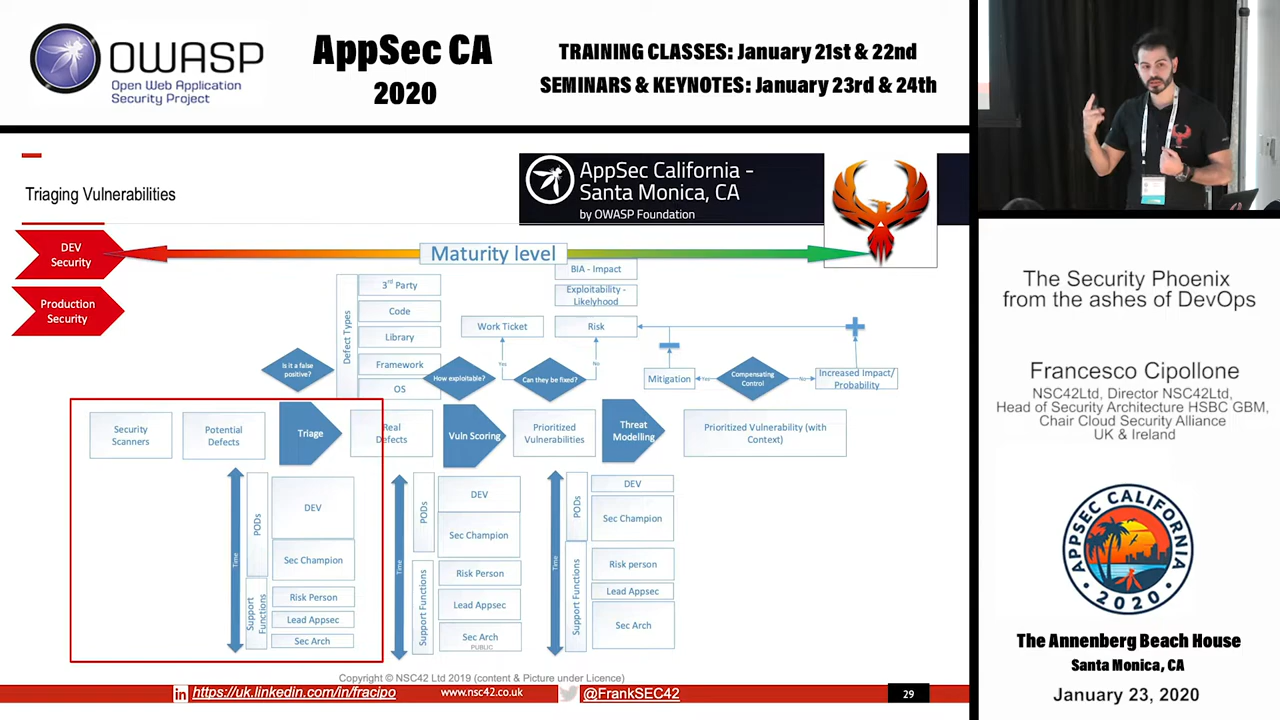 OWASP
Open Web Application
Security Project
AppSec CA
2020
TRAINING CLASSES: January 21st & 22nd
SEMINARS & KEYNOTES: January 23rd & 24th
Triaging Vulnerabilities
AppSec California -
Santa Monica, CA
by OWASP Foundation
DEV
Security
Maturity level
Production
Security
BIA - Impact
Exploitability -
Likelyhood
Defect Types
3rd Party
Code
Library
Framework
OS
Work Ticket
Risk
Is it a false
positive?
How exploitable?
Yes
Can they be fixed?
No
Mitigation
Yes
Compensating
Control
No
Increased Impact/
Probability
Security
Scanners
Potential
Defects
Triage
Real
Defects
Vuln Scoring
Prioritized
Vulnerabilities
Threat
Modelling
Prioritized Vulnerability (with
Context)
Time
PODs
Support
Functions
DEV
Sec Champion
Risk Person
Lead Appsec
Sec Arch
Time
PODs
Support Functions
DEV
Sec Champion
Risk Person
Lead Appsec
Sec Arch
PUBLIC
Time
PODs
Support Functions
DEV
Sec Champion
Risk person
Lead Appsec
Sec Arch
Copyright © NSC42 Ltd 2019 (content & Picture under Licence)
in https://uk.linkedin.com/in/fracipo
www.nsc42.co.uk
@FrankSEC42
29
The Security Phoenix
from the ashes of DevOps
Francesco Cipollone
NSC42Ltd, Director NSC42Ltd,
Head of Security Architecture HSBC GBM,
Chair Cloud Security Alliance
UK & Ireland
APPSEC CALIFORNIA
2020
The Annenberg Beach House
Santa Monica, CA
January 23, 2020